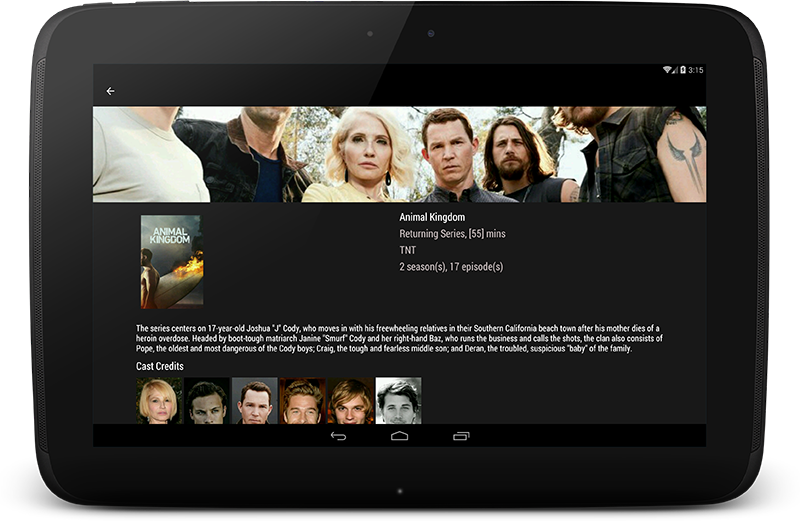 3:15
ANIMAL
KINGDOM
Animal Kingdom
Returning Series, [55] mins
TNT
2 season(s), 17 episode(s)
The series centers on 17-year-old Joshua "J" Cody, who moves in with his freewheeling relatives in their Southern California beach town after his mother dies of a
heroin overdose. Headed by boot-tough matriarch Janine "Smurf" Cody and her right-hand Baz, who runs the business and calls the shots, the clan also consists of
Pope, the oldest and most dangerous of the Cody boys; Craig, the tough and fearless middle son; and Deran, the troubled, suspicious "baby" of the family.
Cast Credits